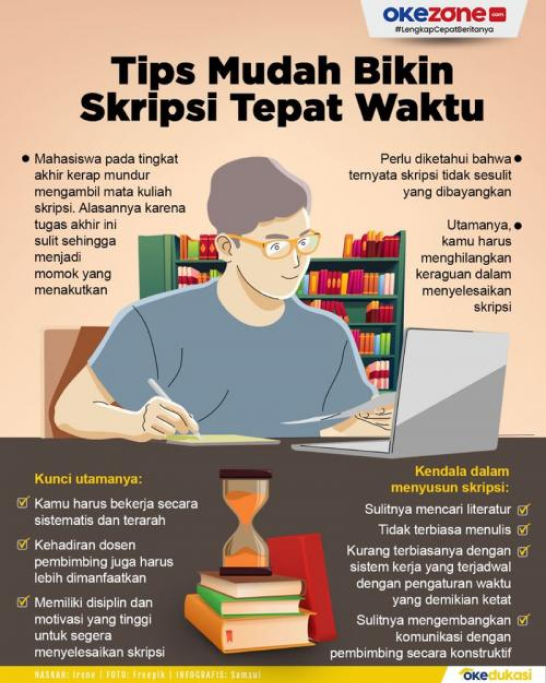 okezone.com
#LengkapCepatBeritanya
Tips Mudah Bikin
Skripsi Tepat Waktu
Mahasiswa pada tingkat
akhir kerap mundur
mengambil mata kuliah
skripsi. Alasannya karena
tugas akhir ini
sulit sehingga
menjadi
momok yang
menakutkan
Perlu diketahui bahwa
ternyata skripsi tidak sesulit
yang dibayangkan
Utamanya,
kamu harus
menghilangkan
keraguan dalam
menyelesaikan
skripsi
Kunci utamanya:
Kamu harus bekerja secara
sistematis dan terarah
Kehadiran dosen
pembimbing juga harus
lebih dimanfaatkan
Memiliki disiplin dan
motivasi yang tinggi
untuk segera
menyelesaikan skripsi
Kendala dalam
menyusun skripsi:
Sulitnya mencari literatur
Tidak terbiasa menulis
Kurang terbiasanya dengan
sistem kerja yang terjadwal
dengan pengaturan waktu
yang demikian ketat
Sulitnya mengembangkan
komunikasi dengan
pembimbing secara konstruktif
NASKAH: Irene | FOTO: Freepik | INFOGRAFIS: Samsul
okedukasi